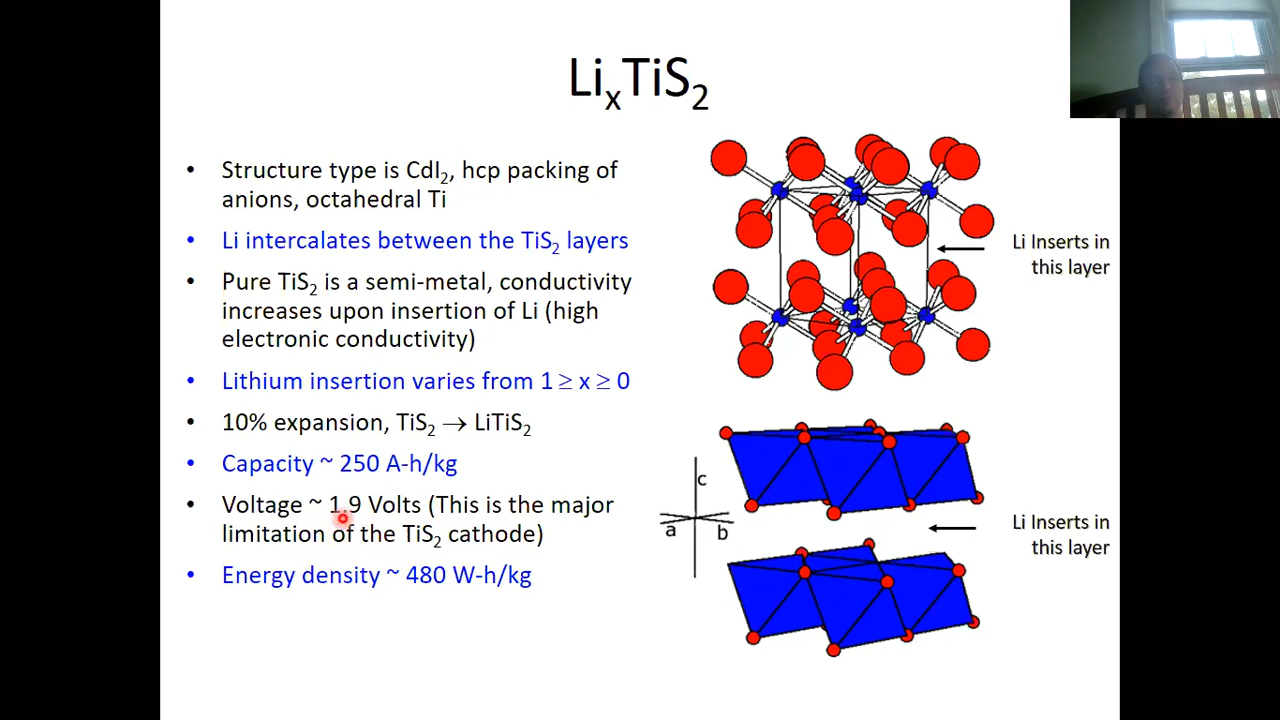 LiₓTiS₂
• Structure type is CdI₂, hcp packing of
anions, octahedral Ti
• Li intercalates between the TiS₂ layers
• Pure TiS₂ is a semi-metal, conductivity
increases upon insertion of Li (high
electronic conductivity)
• Lithium insertion varies from 1 ≥ x ≥ 0
• 10% expansion, TiS₂ → LiTiS₂
• Capacity ~ 250 A-h/kg
• Voltage ~ 1.9 Volts (This is the major
limitation of the TiS₂ cathode)
• Energy density ~ 480 W-h/kg
Li Inserts in
this layer
c
a
b
Li Inserts in
this layer